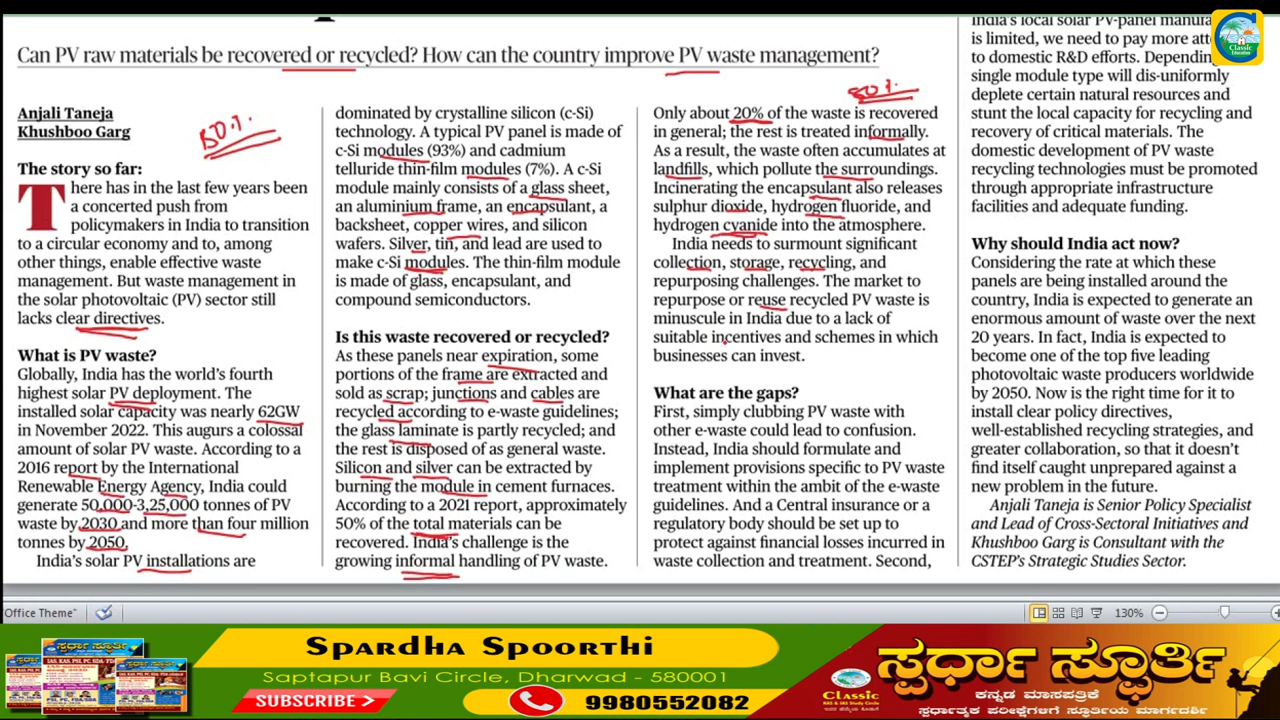 Can PV raw materials be recovered or recycled? How can the country improve PV waste management?
Anjali Taneja
Khushboo Garg
50%
The story so far:
There has in the last few years been
a concerted push from
policymakers in India to transition
to a circular economy and to, among
other things, enable effective waste
management. But waste management in
the solar photovoltaic (PV) sector still
lacks clear directives.
What is PV waste?
Globally, India has the world's fourth
highest solar PV deployment. The
installed solar capacity was nearly 62GW
in November 2022. This augurs a colossal
amount of solar PV waste. According to a
2016 report by the International
Renewable Energy Agency, India could
generate 50,000-3,25,000 tonnes of PV
waste by 2030 and more than four million
tonnes by 2050.
India's solar PV installations are
dominated by crystalline silicon (c-Si)
technology. A typical PV panel is made of
c-Si modules (93%) and cadmium
telluride thin-film modules (7%). A c-Si
module mainly consists of a glass sheet,
an aluminium frame, an encapsulant, a
backsheet, copper wires, and silicon
wafers. Silver, tin, and lead are used to
make c-Si modules. The thin-film module
is made of glass, encapsulant, and
compound semiconductors.
Is this waste recovered or recycled?
As these panels near expiration, some
portions of the frame are extracted and
sold as scrap; junctions and cables are
recycled according to e-waste guidelines;
the glass laminate is partly recycled; and
the rest is disposed of as general waste.
Silicon and silver can be extracted by
burning the module in cement furnaces.
According to a 2021 report, approximately
50% of the total materials can be
recovered. India's challenge is the
growing informal handling of PV waste.
80%
Only about 20% of the waste is recovered
in general; the rest is treated informally.
As a result, the waste often accumulates at
landfills, which pollute the surroundings.
Incinerating the encapsulant also releases
sulphur dioxide, hydrogen fluoride, and
hydrogen cyanide into the atmosphere.
India needs to surmount significant
collection, storage, recycling, and
repurposing challenges. The market to
repurpose or reuse recycled PV waste is
minuscule in India due to a lack of
suitable incentives and schemes in which
businesses can invest.
What are the gaps?
First, simply clubbing PV waste with
other e-waste could lead to confusion.
Instead, India should formulate and
implement provisions specific to PV waste
treatment within the ambit of the e-waste
guidelines. And a Central insurance or a
regulatory body should be set up to
protect against financial losses incurred in
waste collection and treatment. Second,
India's local solar PV-panel
is limited, we need to pay more
to domestic R&D efforts.
single module type will dis-uniformly
deplete certain natural resources and
stunt the local capacity for recycling and
recovery of critical materials. The
domestic development of PV waste
recycling technologies must be promoted
through appropriate infrastructure
facilities and adequate funding.
Why should India act now?
Considering the rate at which these
panels are being installed around the
country, India is expected to generate an
enormous amount of waste over the next
20 years. In fact, India is expected to
become one of the top five leading
photovoltaic waste producers worldwide
by 2050. Now is the right time for it to
install clear policy directives,
well-established recycling strategies, and
greater collaboration, so that it doesn't
find itself caught unprepared against a
new problem in the future.
Anjali Taneja is Senior Policy Specialist
and Lead of Cross-Sectoral Initiatives and
Khushboo Garg is Consultant with the
CSTEP's Strategic Studies Sector.
Classic
Education
Office Theme"
130%
Spardha Spoorthi
Saptapur Bavi Circle, Dharwad - 580001
SUBSCRIBE
9980552082
Classic
IAS & KAS Study Circle
ಸ್ಪರ್ಧಾ ಸ್ಫೂರ್ತಿ
ಕನ್ನಡ ಮಾಸಪತ್ರಿಕೆ
ಸ್ಪರ್ಧಾತ್ಮಕ ಪರೀಕ್ಷೆಗಳಿಗೆ ಸ್ಫೂರ್ತಿಯ ಮಾರ್ಗದರ್ಶಿ